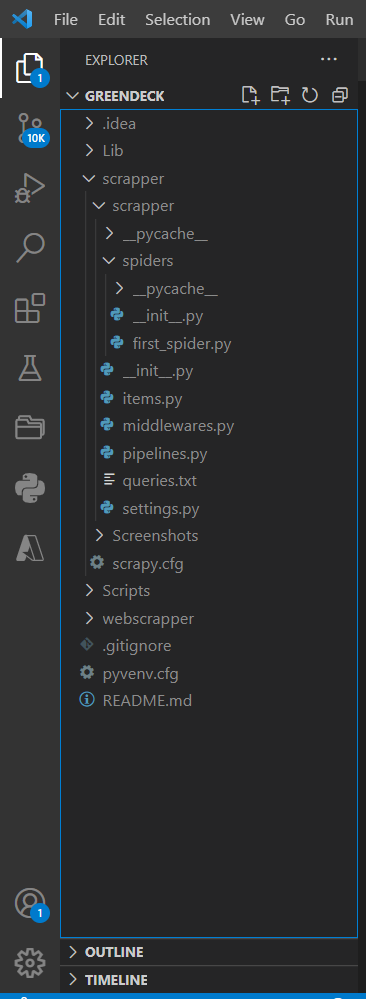 File Edit Selection View Go Run
EXPLORER
GREENDECK
.idea
Lib
scrapper
scrapper
__pycache__
spiders
__pycache__
__init__.py
first_spider.py
__init__.py
items.py
middlewares.py
pipelines.py
queries.txt
settings.py
Screenshots
scrapy.cfg
Scripts
webscrapper
.gitignore
pyvenv.cfg
README.md
OUTLINE
TIMELINE
1
10K
1